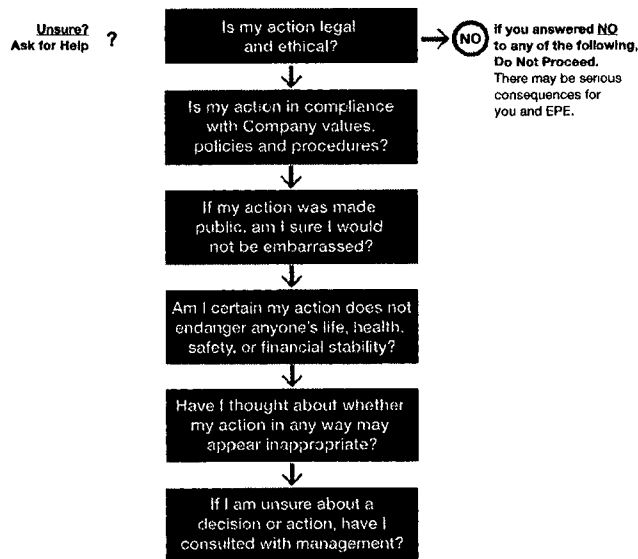 Unsure?
Ask for Help
?
Is my action legal
and ethical?
NO
if you answered NO
to any of the following,
Do Not Proceed.
There may be serious
consequences for
you and EPE.
Is my action in compliance
with Company values,
policies and procedures?
If my action was made
public, am I sure I would
not be embarrassed?
Am I certain my action does not
endanger anyone's life, health,
safety, or financial stability?
Have I thought about whether
my action in any way may
appear inappropriate?
If I am unsure about a
decision or action, have I
consulted with management?